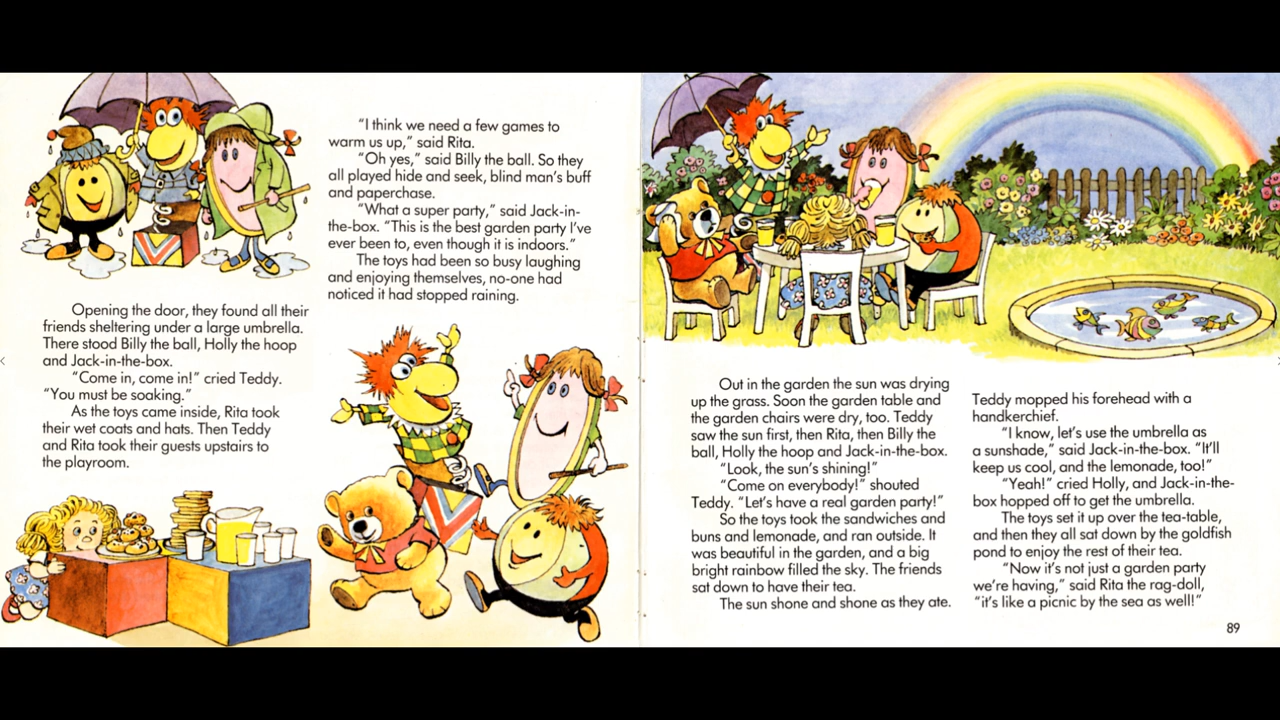 Opening the door, they found all their
friends sheltering under a large umbrella.
There stood Billy the ball, Holly the hoop
and Jack-in-the-box.
"Come in, come in!" cried Teddy.
"You must be soaking."
As the toys came inside, Rita took
their wet coats and hats. Then Teddy
and Rita took their guests upstairs to
the playroom.
"I think we need a few games to
warm us up," said Rita.
"Oh yes," said Billy the ball. So they
all played hide and seek, blind man's buff
and paperchase.
"What a super party," said Jack-in-
the-box. "This is the best garden party I've
ever been to, even though it is indoors."
The toys had been so busy laughing
and enjoying themselves, no-one had
noticed it had stopped raining.
Out in the garden the sun was drying
up the grass. Soon the garden table and
the garden chairs were dry, too. Teddy
saw the sun first, then Rita, then Billy the
ball, Holly the hoop and Jack-in-the-box.
"Look, the sun's shining!"
"Come on everybody!" shouted
Teddy. "Let's have a real garden party!"
So the toys took the sandwiches and
buns and lemonade, and ran outside. It
was beautiful in the garden, and a big
bright rainbow filled the sky. The friends
sat down to have their tea.
The sun shone and shone as they ate.
Teddy mopped his forehead with a
handkerchief.
"I know, let's use the umbrella as
a sunshade," said Jack-in-the-box. "It'll
keep us cool, and the lemonade, too!"
"Yeah!" cried Holly, and Jack-in-the-
box hopped off to get the umbrella.
The toys set it up over the tea-table,
and then they all sat down by the goldfish
pond to enjoy the rest of their tea.
"Now it's not just a garden party
we're having," said Rita the rag-doll,
"it's like a picnic by the sea as well!"
89